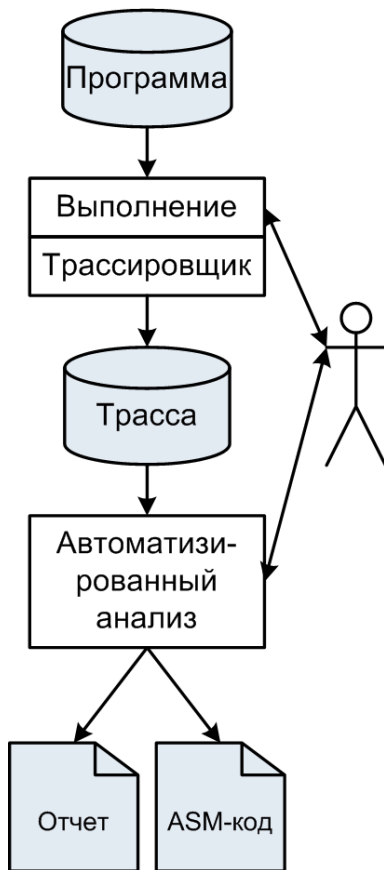 Программа
Выполнение
Трассировщик
Трасса
Автоматизи-
рованный
анализ
Отчет
ASM-код